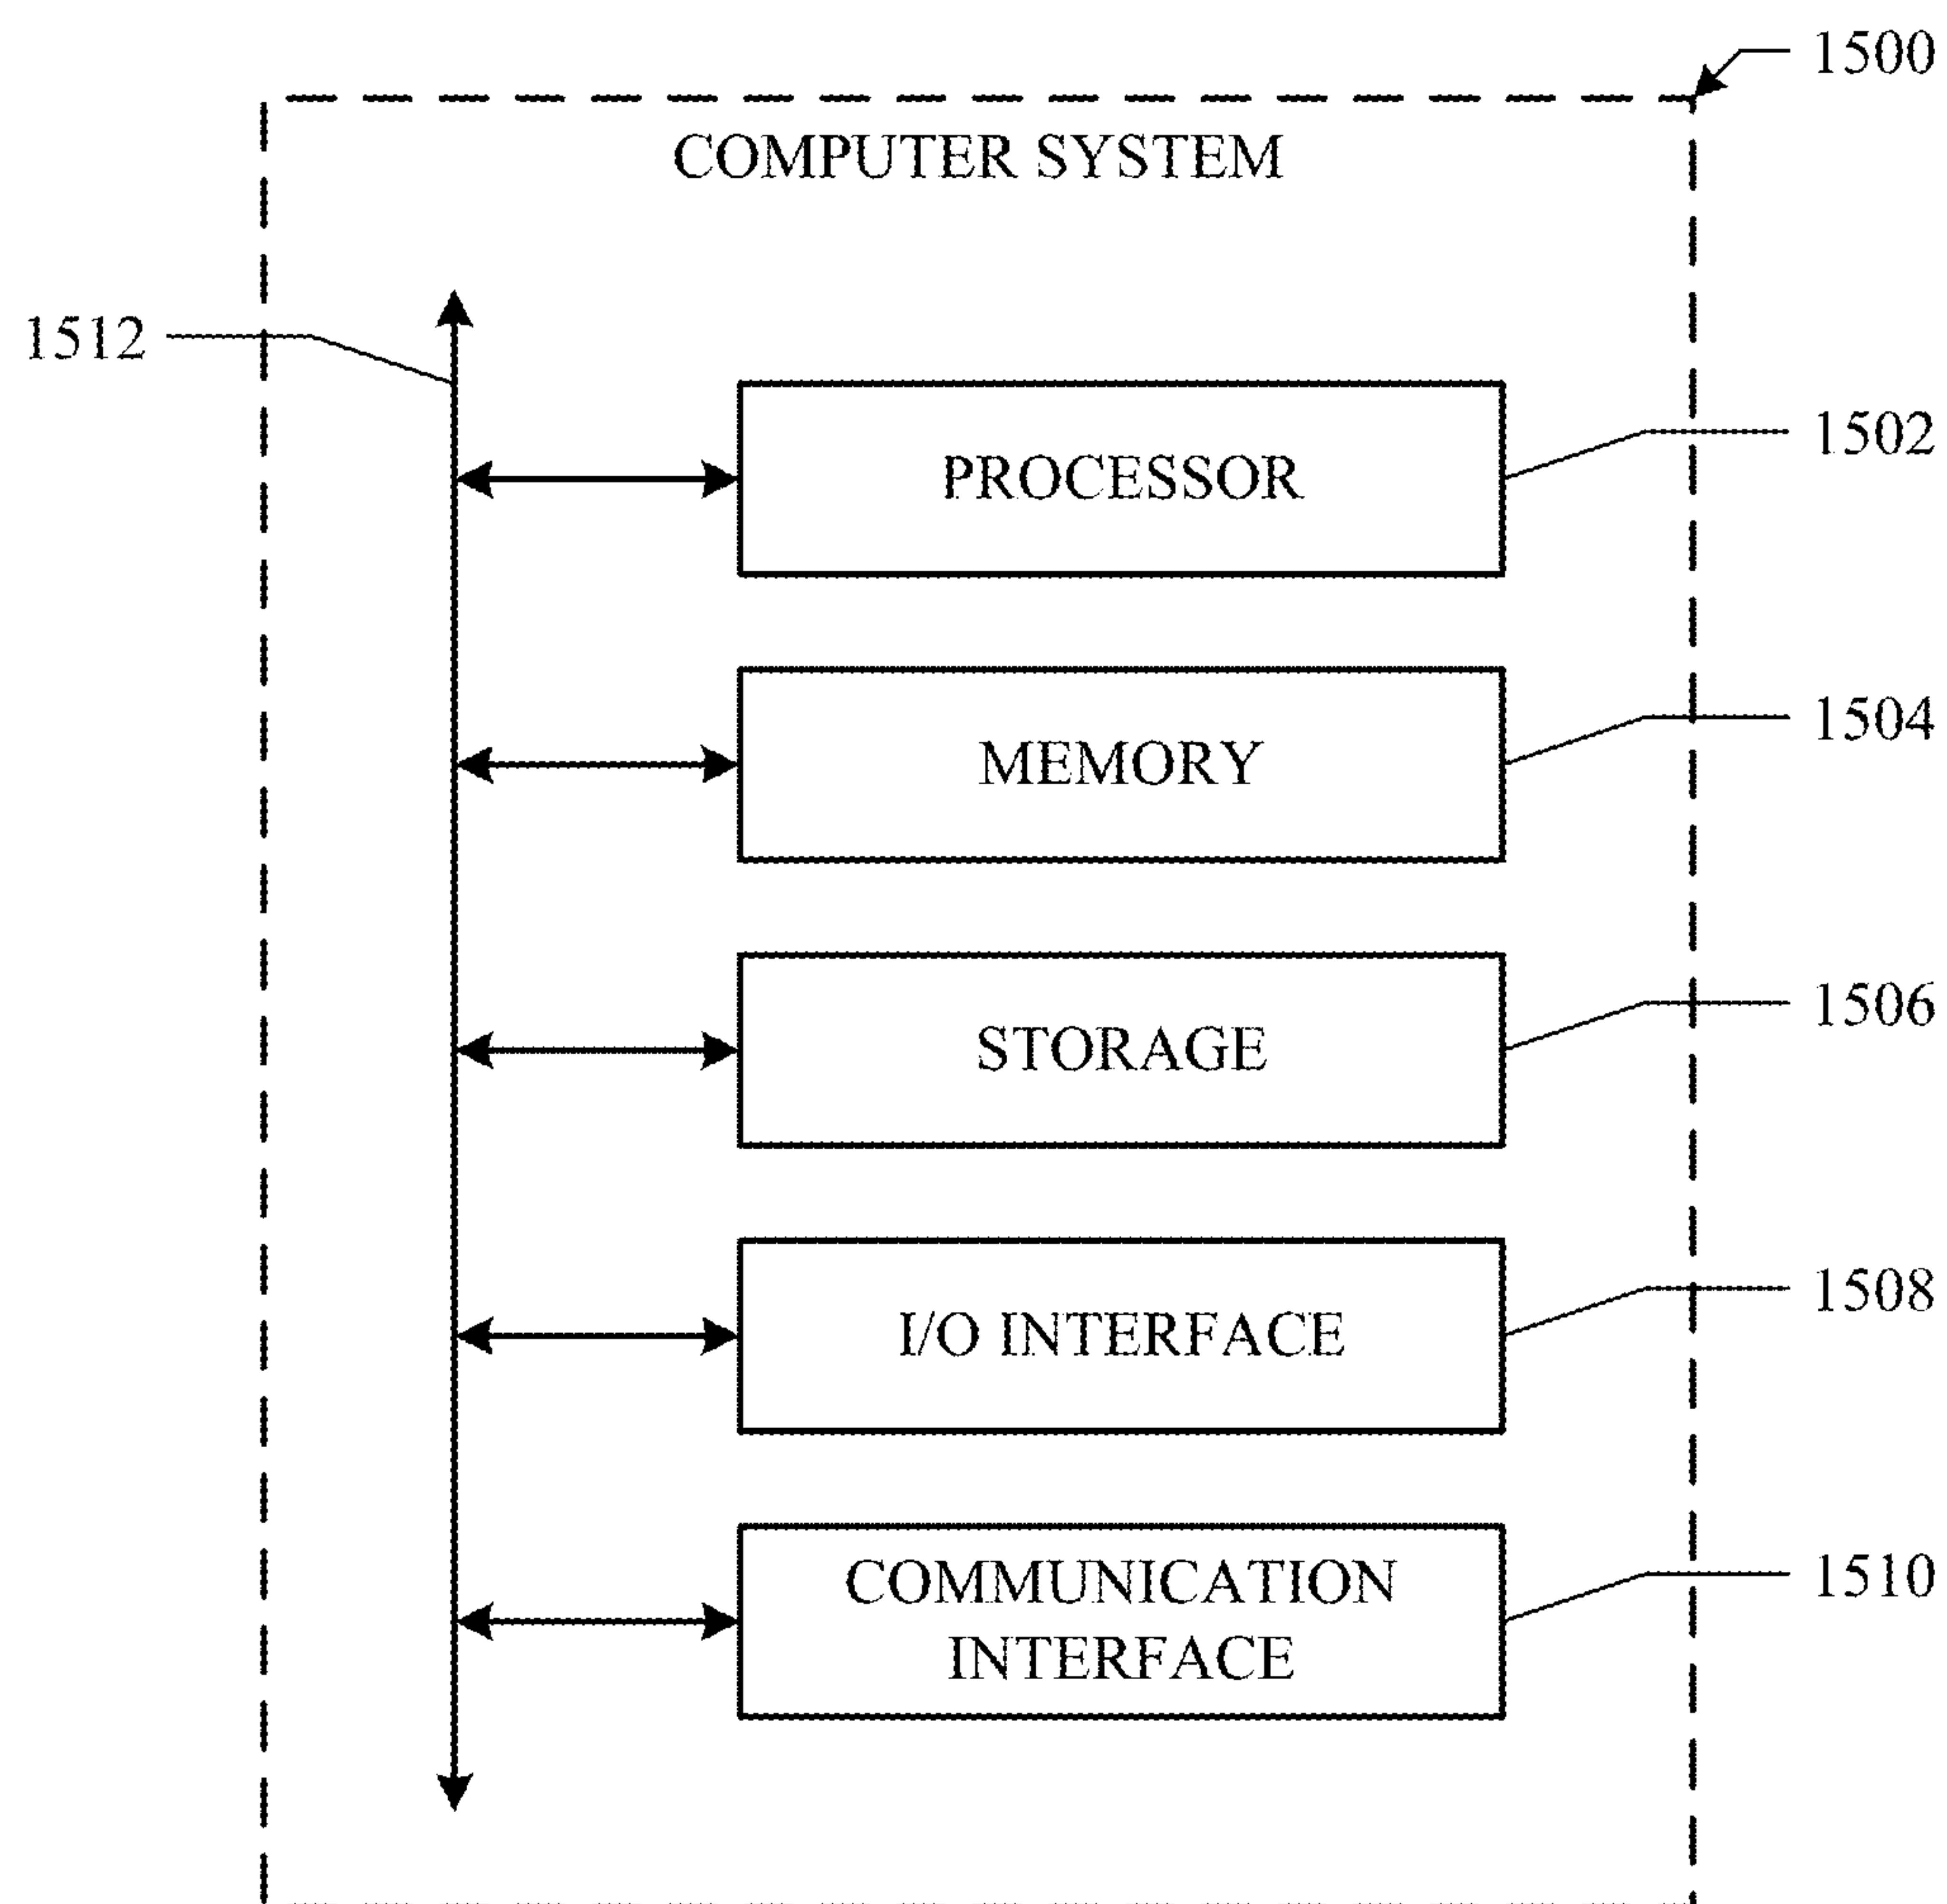 1500
COMPUTER SYSTEM
1512
1502
PROCESSOR
1504
MEMORY
1506
STORAGE
1508
I/O INTERFACE
1510
COMMUNICATION
INTERFACE